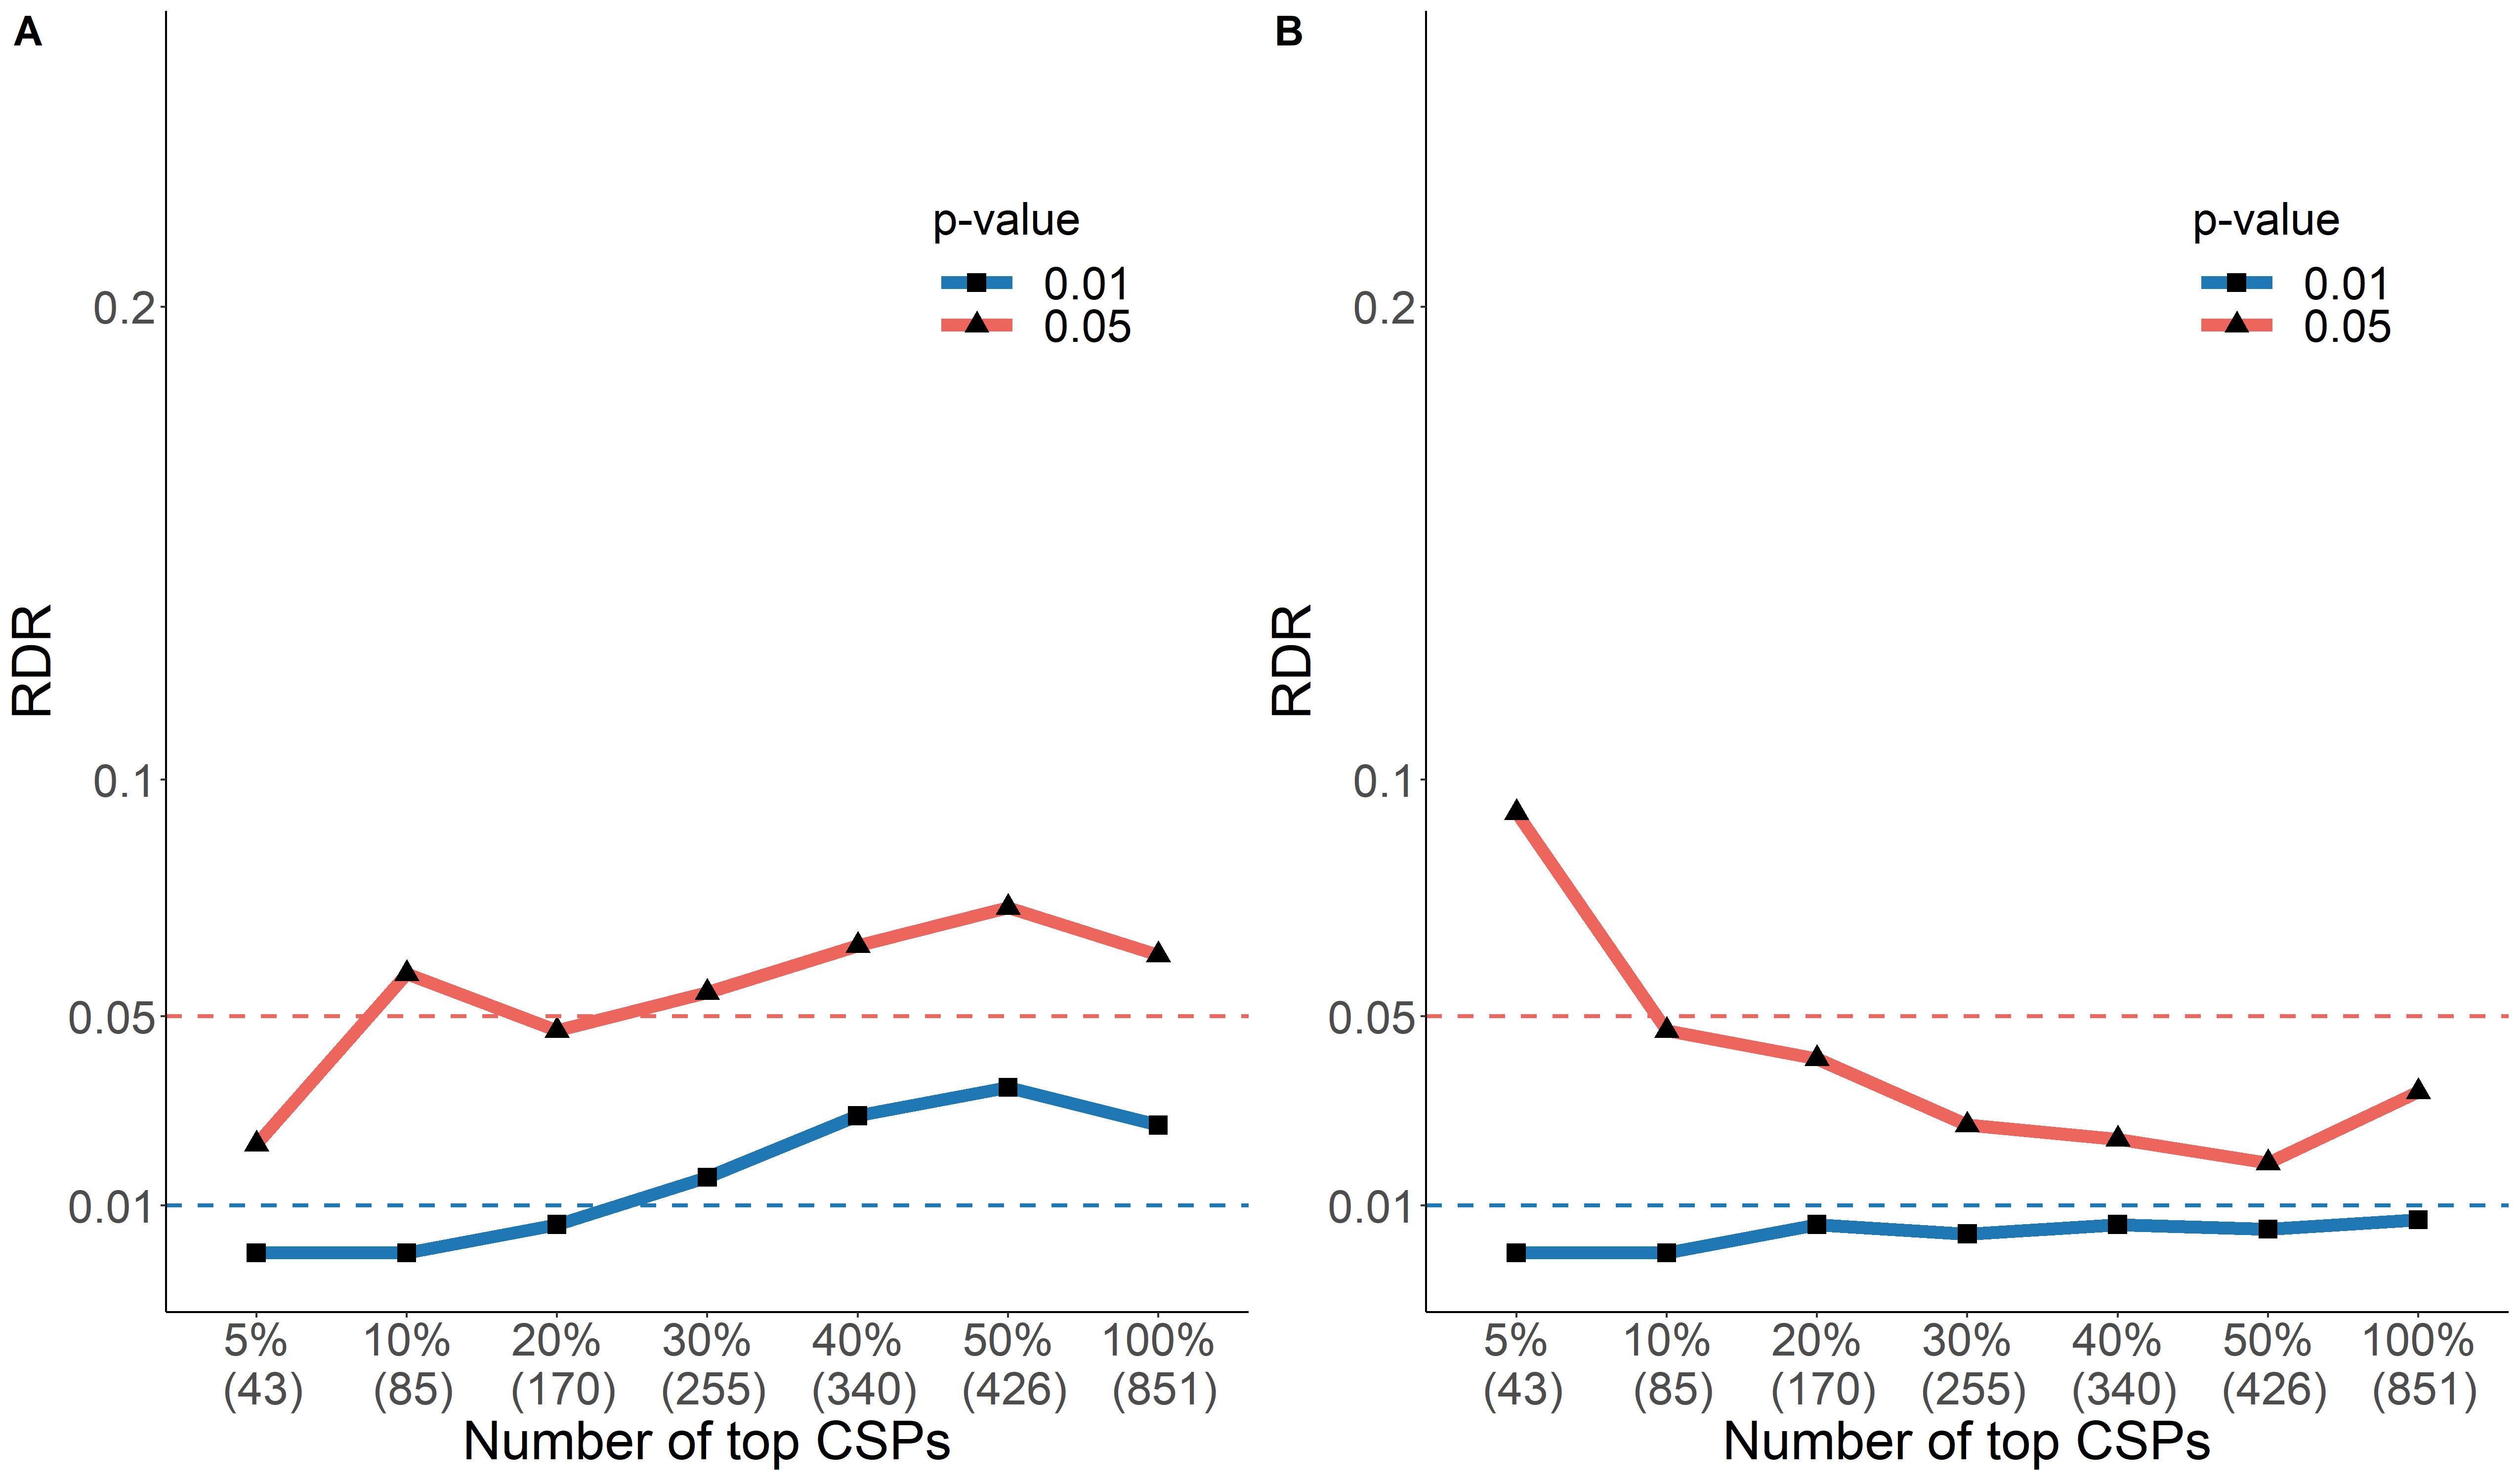 A
p-value
0.01
0.05
0.2
0.1
0.05
0.01
RDR
5% 10% 20% 30% 40% 50% 100%
(43) (85) (170) (255) (340) (426) (851)
Number of top CSPs
B
p-value
0.01
0.05
0.2
0.1
0.05
0.01
RDR
5% 10% 20% 30% 40% 50% 100%
(43) (85) (170) (255) (340) (426) (851)
Number of top CSPs